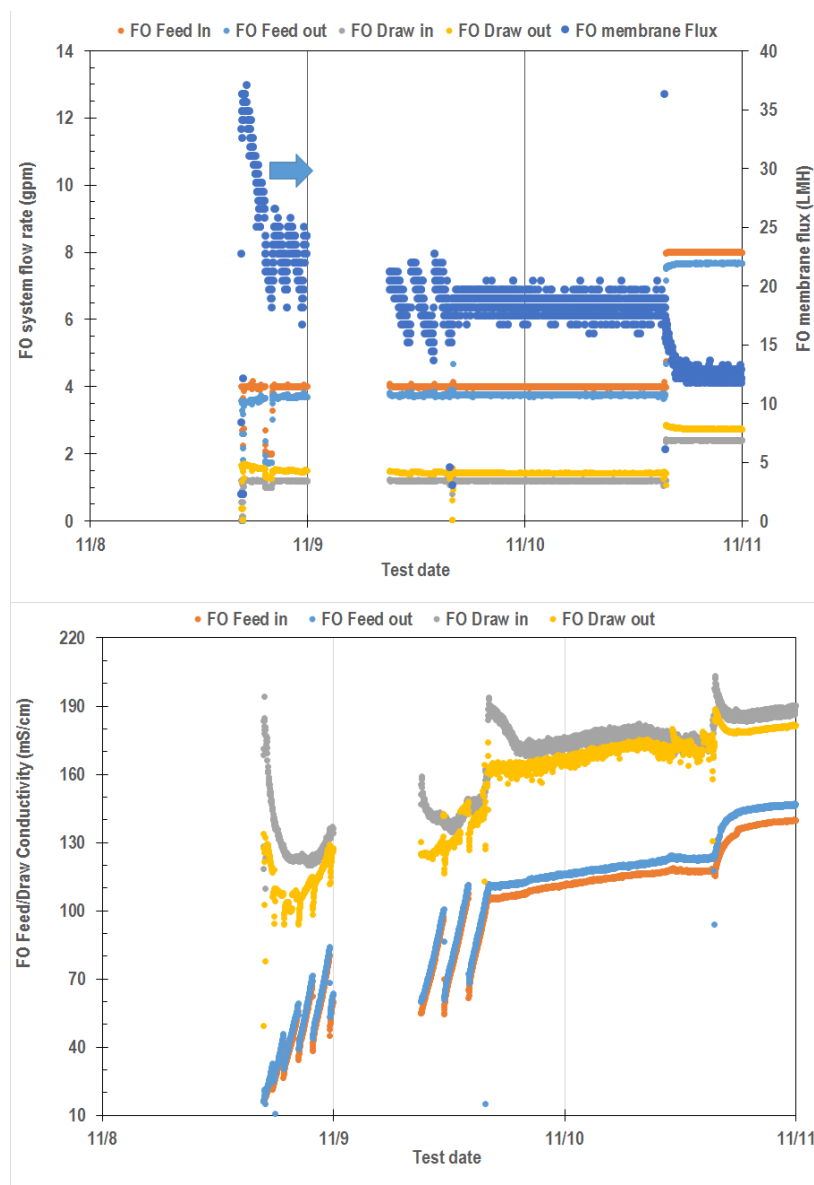 FO Feed In FO Feed out FO Draw in FO Draw out FO membrane Flux
14
12
10
8
6
4
2
0
FO system flow rate (gpm)
40
35
30
25
20
15
10
5
0
FO membrane flux (LMH)
11/8 11/9 11/10 11/11
Test date
FO Feed in FO Feed out FO Draw in FO Draw out
220
190
160
130
100
70
40
10
FO Feed/Draw Conductivity (mS/cm)
11/8 11/9 11/10 11/11
Test date